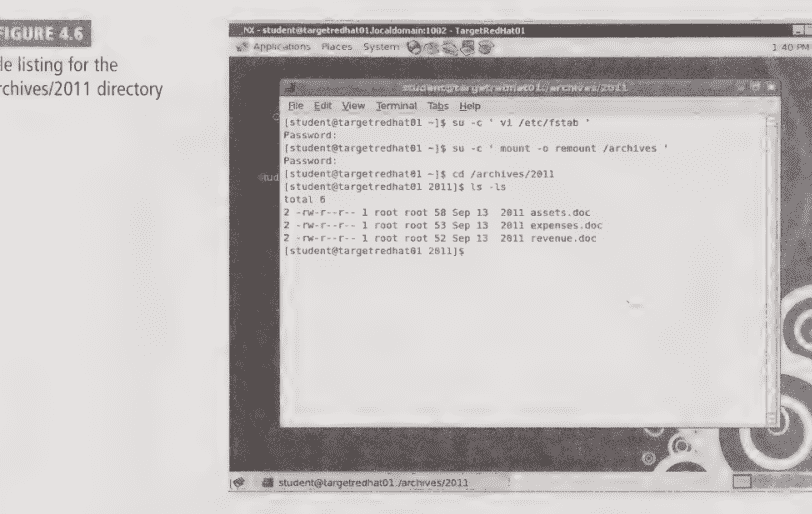 FIGURE 4.6
le listing for the
rchives/2011 directory
NX - student@targetredhat01.localdomain:1002 - TargetRedHat01
Applications Places System
1:40 PM
student@targetredhat01:/archives/2011
File Edit View Terminal Tabs Help
[student@targetredhat01 ~]$ su -c ' vi /etc/fstab '
Password:
[student@targetredhat01 ~]$ su -c ' mount -o remount /archives '
Password:
[student@targetredhat01 ~]$ cd /archives/2011
[student@targetredhat01 2011]$ ls -ls
total 6
2 -rw-r--r-- 1 root root 58 Sep 13 2011 assets.doc
2 -rw-r--r-- 1 root root 53 Sep 13 2011 expenses.doc
2 -rw-r--r-- 1 root root 52 Sep 13 2011 revenue.doc
[student@targetredhat01 2011]$
stud
student@targetredhat01:/archives/2011